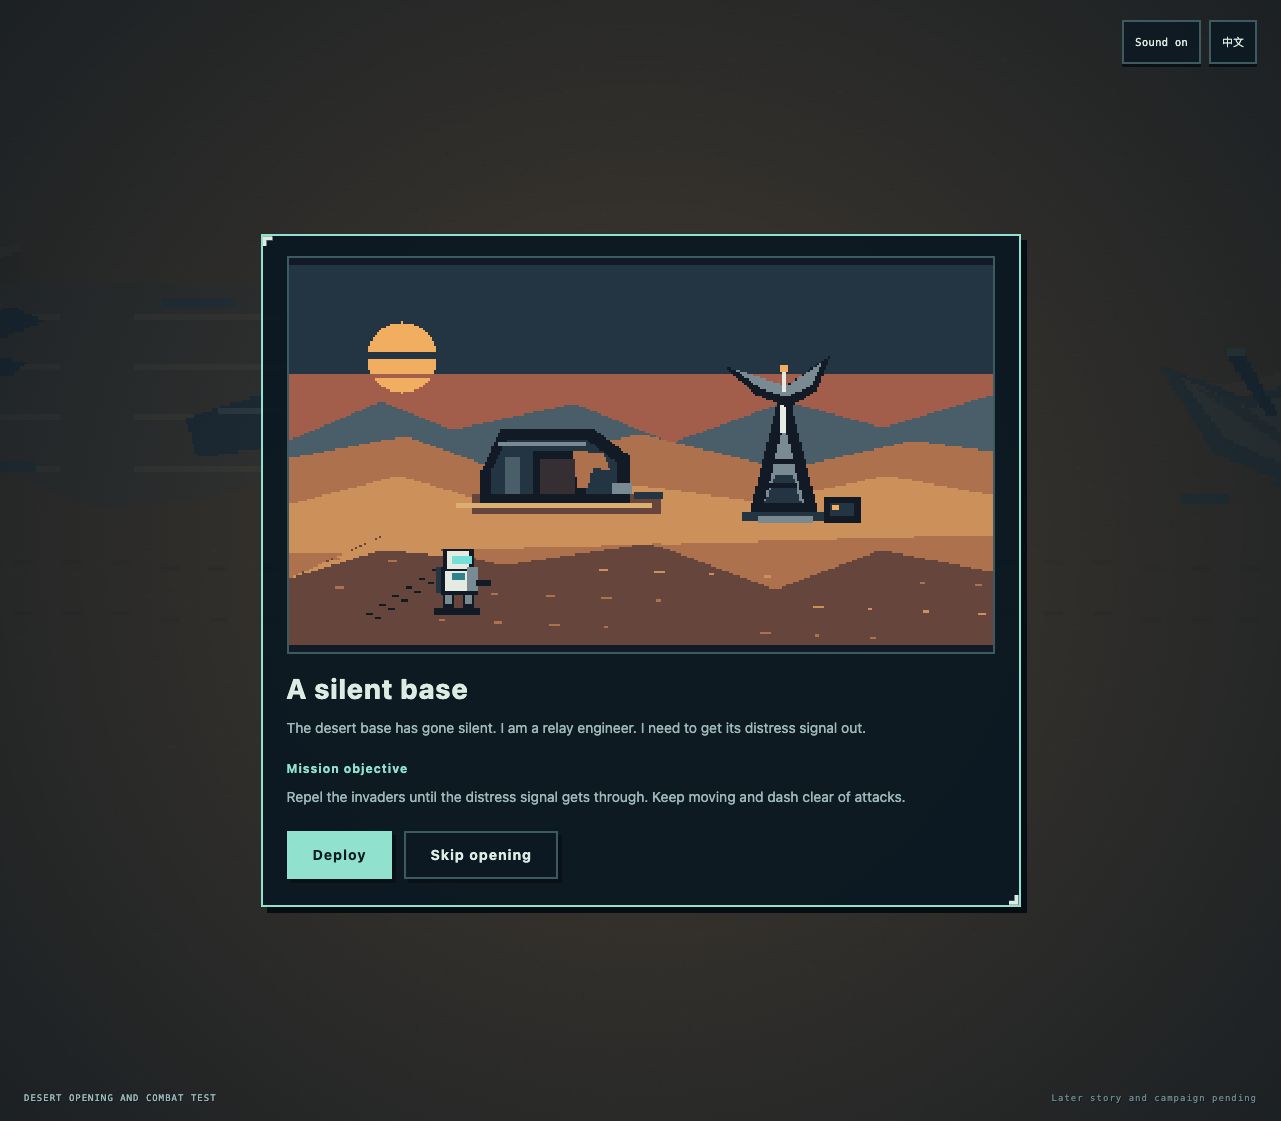 Sound on
中文
A silent base
The desert base has gone silent. I am a relay engineer. I need to get its distress signal out.
Mission objective
Repel the invaders until the distress signal gets through. Keep moving and dash clear of attacks.
Deploy
Skip opening
DESERT OPENING AND COMBAT TEST
Later story and campaign pending